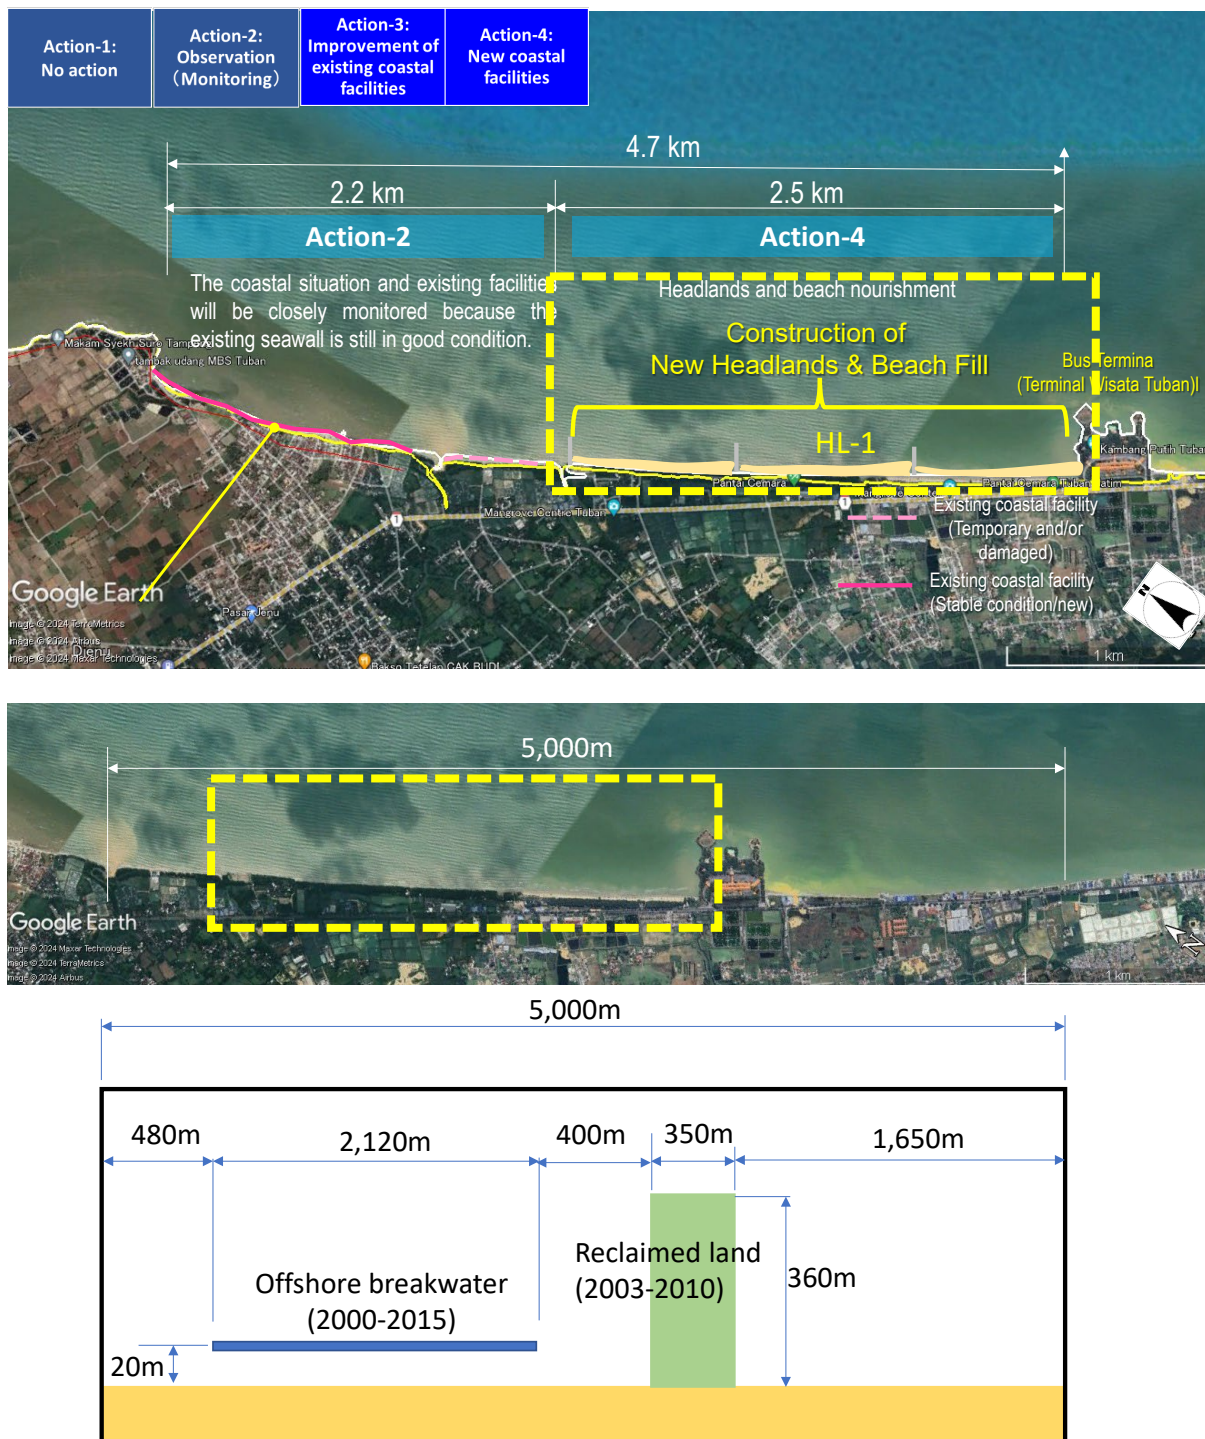 Action-1:
No action
Action-2:
Observation
（Monitoring）
Action-3:
Improvement of
existing coastal
facilities
Action-4:
New coastal
facilities
4.7 km
2.2 km
2.5 km
Action-2
Action-4
The coastal situation and existing facilities
will be closely monitored because the
existing seawall is still in good condition.
Headlands and beach nourishment
Construction of
New Headlands & Beach Fill
Bus Termina
(Terminal Wisata Tuban)l
HL-1
Makam Syekh Suro
tambak udang MBS Tuban
Kambang Putih Tuban
Pantai Cemara
Pantai Cemara Tuban
Mangrove Centre Tuban
1
1
Existing coastal facility
(Temporary and/or
damaged)
Existing coastal facility
(Stable condition/new)
N
Google Earth
Image © 2024 TerraMetrics
Image © 2024 Airbus
Image © 2024 Maxar Technologies
Pasar Jenu
Djenu
Bakso Tetelan CAK BUDI
1 km
5,000m
Google Earth
Image © 2024 Maxar Technologies
Image © 2024 TerraMetrics
Image © 2024 Airbus
N
1 km
5,000m
480m
2,120m
400m
350m
1,650m
Offshore breakwater
(2000-2015)
Reclaimed land
(2003-2010)
360m
20m